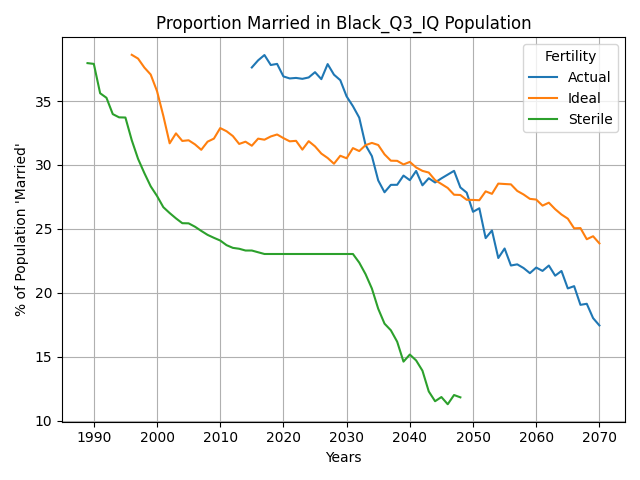 Proportion Married in Black_Q3_IQ Population
% of Population 'Married'
35
30
25
20
15
10
1990 2000 2010 2020 2030 2040 2050 2060 2070
Years
Fertility
Actual
Ideal
Sterile